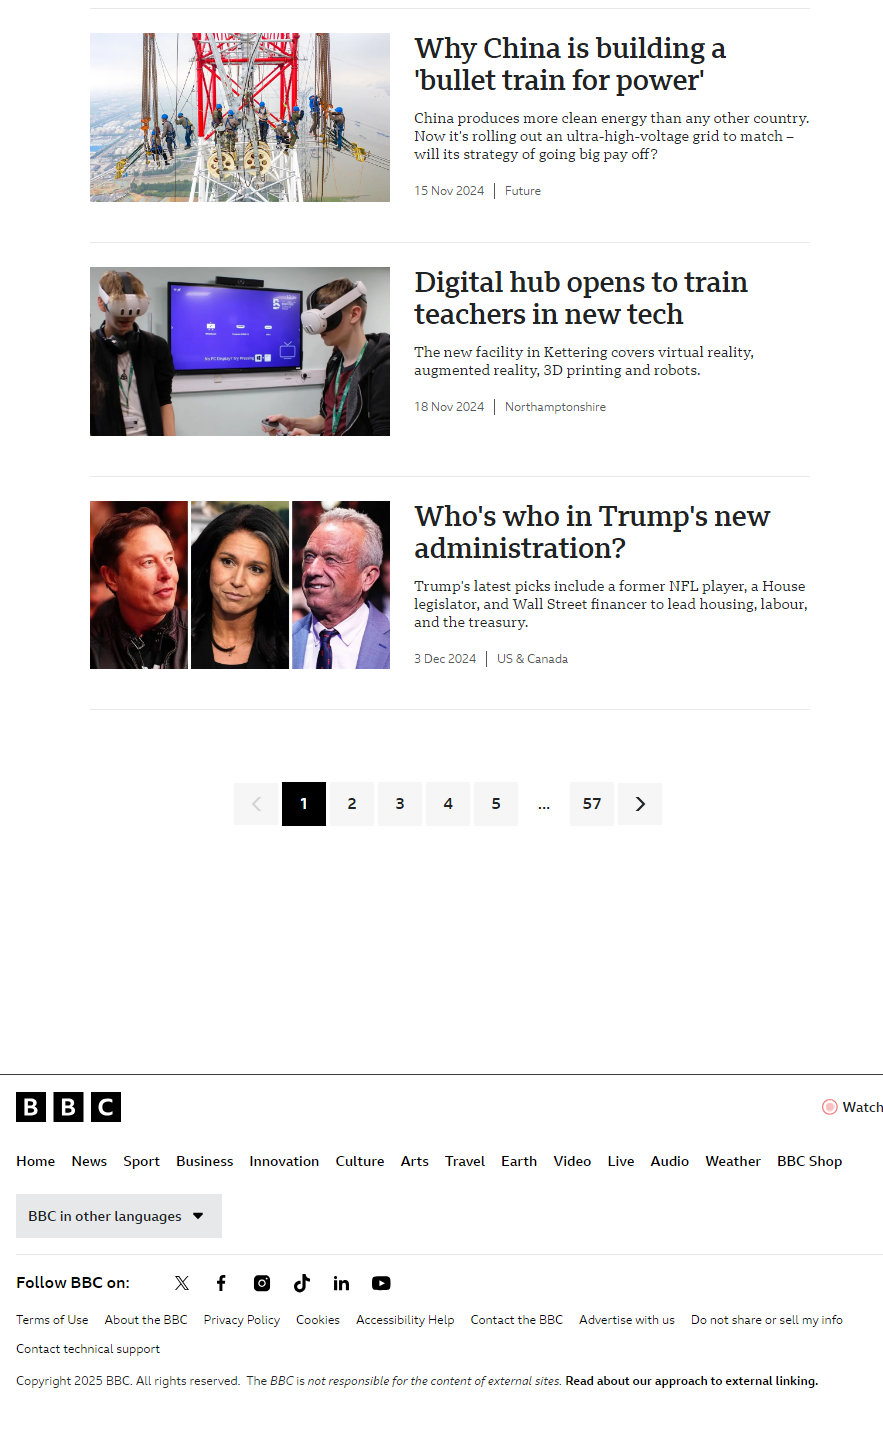 Why China is building a
'bullet train for power'
China produces more clean energy than any other country.
Now it's rolling out an ultra-high-voltage grid to match –
will its strategy of going big pay off?
15 Nov 2024 | Future
Digital hub opens to train
teachers in new tech
The new facility in Kettering covers virtual reality,
augmented reality, 3D printing and robots.
18 Nov 2024 | Northamptonshire
Who's who in Trump's new
administration?
Trump's latest picks include a former NFL player, a House
legislator, and Wall Street financer to lead housing, labour,
and the treasury.
3 Dec 2024 | US & Canada
1 2 3 4 5 ... 57
BBC
Watch
Home News Sport Business Innovation Culture Arts Travel Earth Video Live Audio Weather BBC Shop
BBC in other languages
Follow BBC on:
Terms of Use About the BBC Privacy Policy Cookies Accessibility Help Contact the BBC Advertise with us Do not share or sell my info
Contact technical support
Copyright 2025 BBC. All rights reserved. The BBC is not responsible for the content of external sites. Read about our approach to external linking.